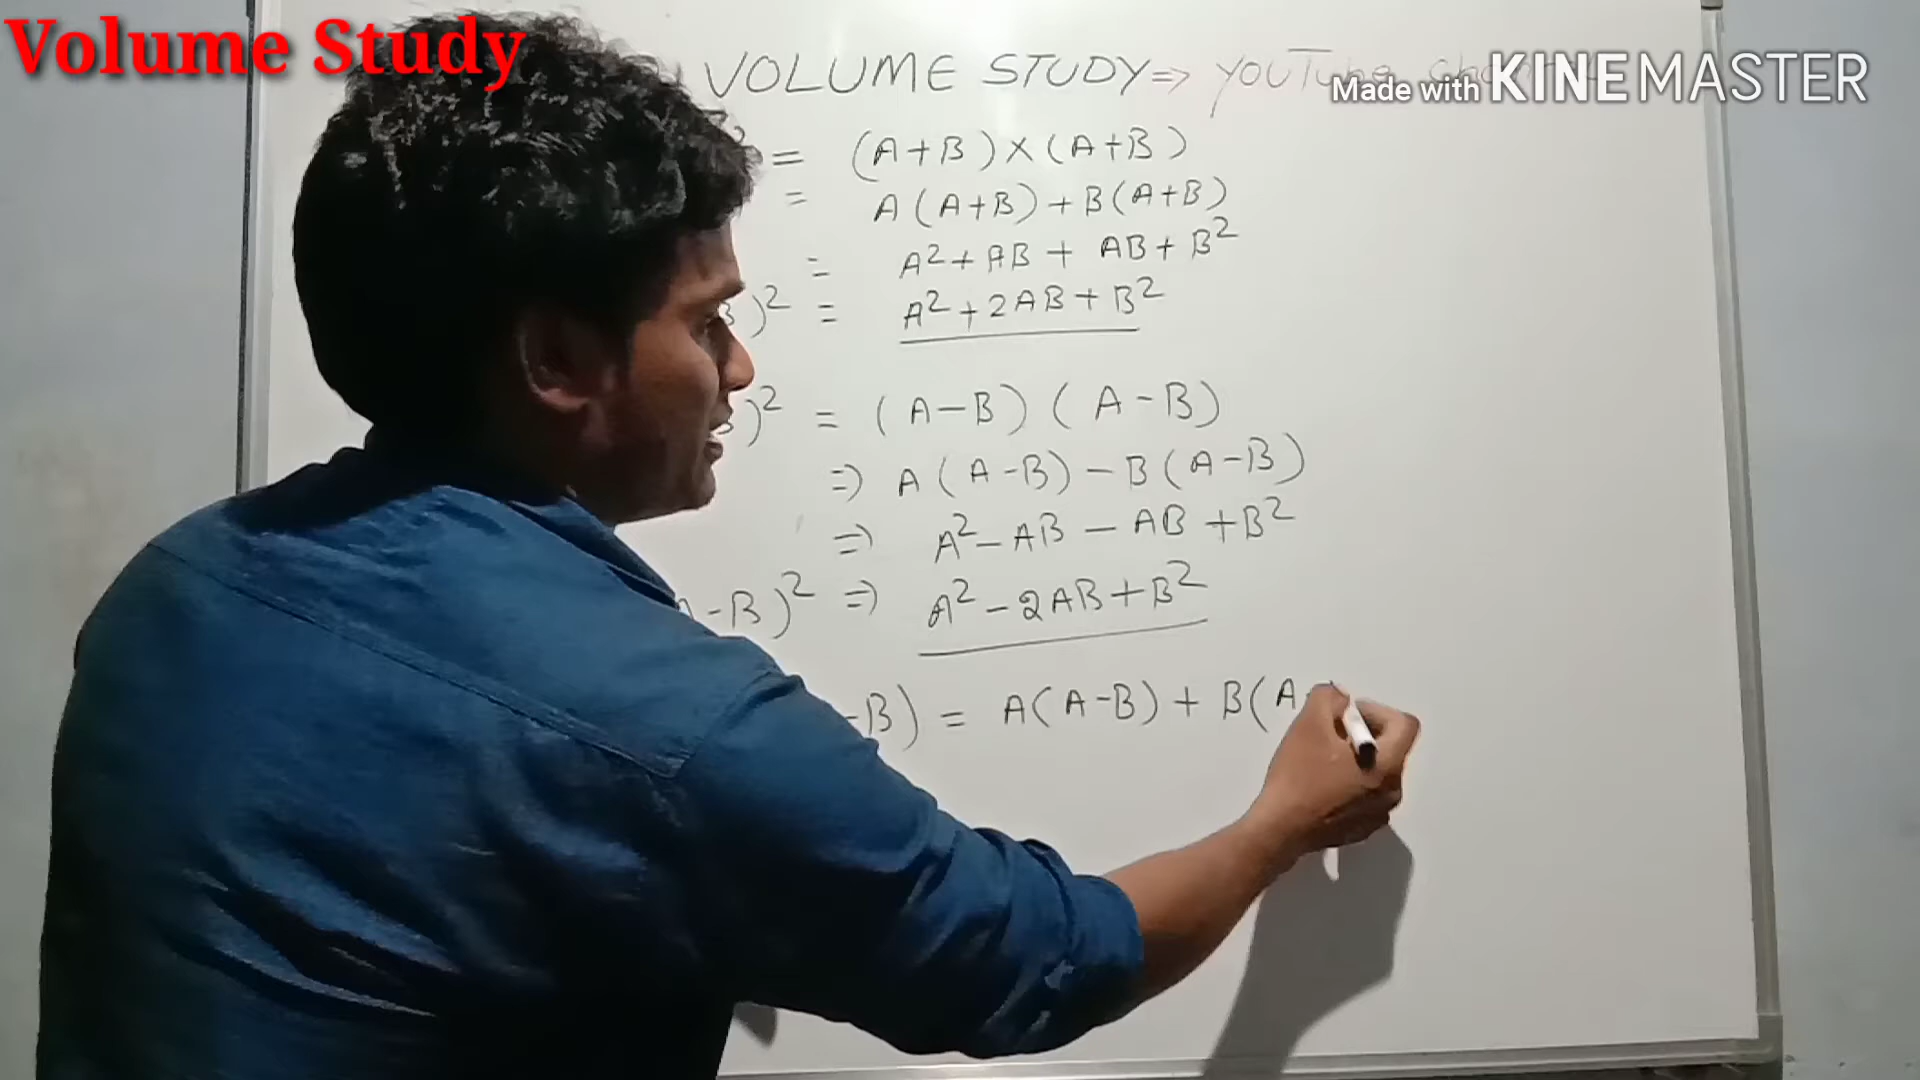 Volume Study
VOLUME STUDY ⇒ YouTube
Made with KINEMASTER
= (A+B)×(A+B)
= A(A+B)+B(A+B)
= A²+AB+AB+B²
B)² = A²+2AB+B²
)² = (A-B)(A-B)
⇒ A(A-B)-B(A-B)
⇒ A²-AB-AB+B²
A-B)² ⇒ A²-2AB+B²
-B) = A(A-B)+B(A-